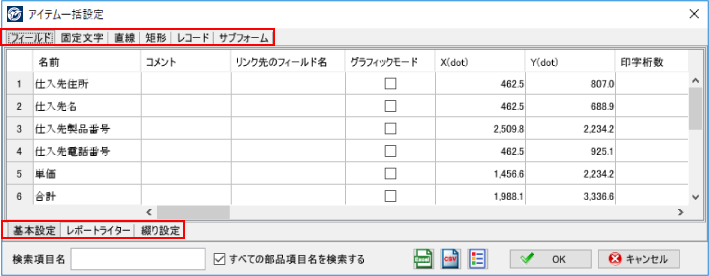 アイテム一括設定
フィールド 固定文字 直線 矩形 レコード サブフォーム
名前 コメント リンク先のフィールド名 グラフィックモード X(dot) Y(dot) 印字桁数
1 仕入先住所 462.5 807.0
2 仕入先名 462.5 688.9
3 仕入先製品番号 2,509.8 2,234.2
4 仕入先電話番号 462.5 925.1
5 単価 1,456.6 2,234.2
6 合計 1,988.1 3,336.6
基本設定 レポートライター 綴り設定
検索項目名 すべての部品項目名を検索する CSV OK キャンセル